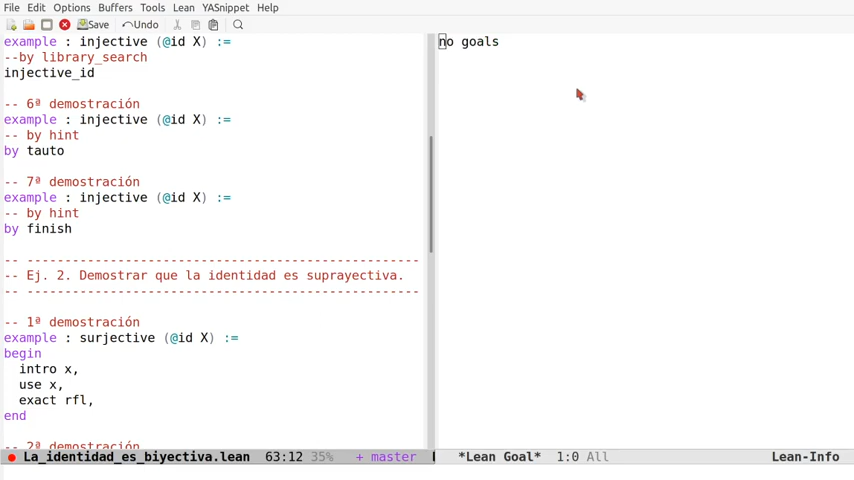 File Edit Options Buffers Tools Lean YASnippet Help
Save Undo
example : injective (@id X) :=
--by library_search
injective_id
-- 6ª demostración
example : injective (@id X) :=
-- by hint
by tauto
-- 7ª demostración
example : injective (@id X) :=
-- by hint
by finish
-- ----------------------------------------------------
-- Ej. 2. Demostrar que la identidad es suprayectiva.
-- ----------------------------------------------------
-- 1ª demostración
example : surjective (@id X) :=
begin
  intro x,
  use x,
  exact rfl,
end
-- 2ª demostración
La_identidad_es_biyectiva.lean 63:12 35% + master
no goals
*Lean Goal* 1:0 All Lean-Info